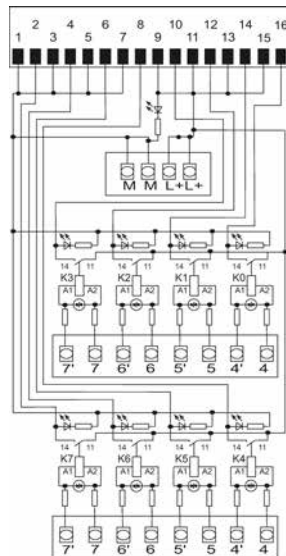 2 4 6 8 10 12 14 16
1 3 5 7 9 11 13 15
M M L+ L+
14 11 14 11 14 11 14 11
K3 K2 K1 K0
A1 A2 A1 A2 A1 A2 A1 A2
7' 7 6' 6 5' 5 4' 4
14 11 14 11 14 11 14 11
K7 K6 K5 K4
A1 A2 A1 A2 A1 A2 A1 A2
7' 7 6' 6 5' 5 4' 4